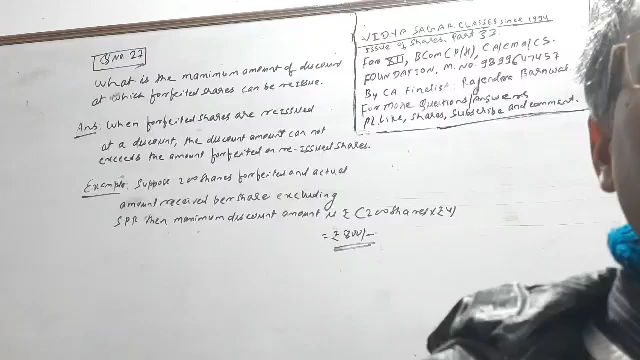 Q No 27
What is the maximum amount of discount
at which forfeited shares can be reissue.
Ans: When forfeited shares are reissued
at a discount, the discount amount can not
exceeds the amount forfeited on re-issued shares.
Example: Suppose 200 shares forfeited and actual
amount received per share excluding
SPR then maximum discount amount is ₹ (200 shares x ₹4)
= ₹ 800/-
VIDYA SAGAR CLASSES since 1994
Issue of shares. Part 33.
FOR XII, BCom (P/H) CA/CMA/CS.
FOUNDATION. M.NO.
By CA Finalist: Rajendra Barnwal
For more Questions/Answers
Pl Like, Shares, Subscribe and comment.